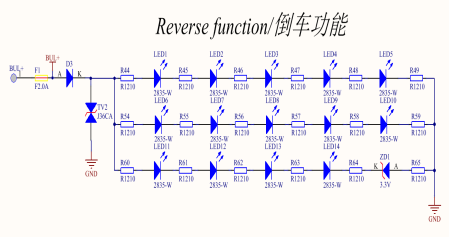 Reverse function/倒车功能
BUL+ F1 BUL+ D3
A K
F2.0A
TV2
J36CA
GND
R44 LED1 R45 LED2 R46 LED3 R47 LED4 R48 LED5 R49
R1210 2835-W R1210 2835-W R1210 2835-W R1210 2835-W R1210 2835-W R1210
R54 LED6 R55 LED7 R56 LED8 R57 LED9 R58 LED10 R59
R1210 2835-W R1210 2835-W R1210 2835-W R1210 2835-W R1210 2835-W R1210
R60 LED11 R61 LED12 R62 LED13 R63 LED14 R64 K ZD1 A R65
R1210 2835-W R1210 2835-W R1210 2835-W R1210 2835-W R1210 3.3V R1210
GND